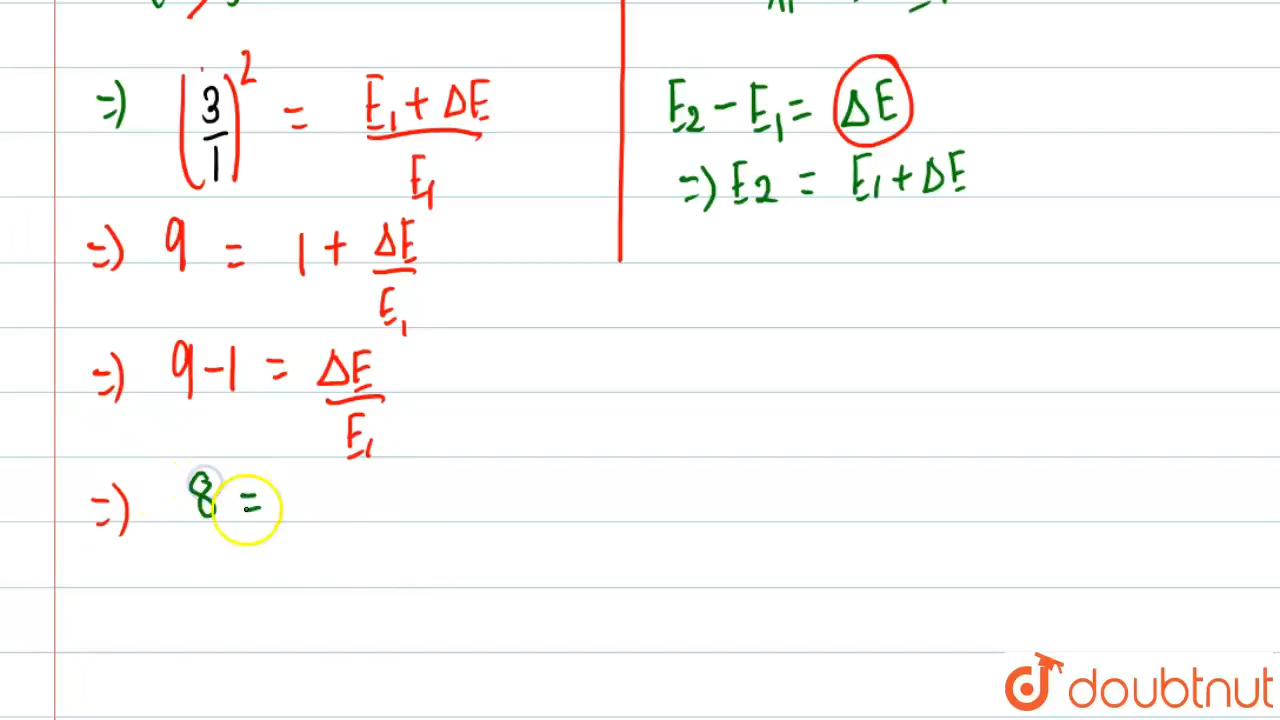 => (3/1)² = E₁ + ΔE / E₁
=> 9 = 1 + ΔE / E₁
=> 9 - 1 = ΔE / E₁
=> 8 =
E₂ - E₁ = ΔE
=> E₂ = E₁ + ΔE
doubtnut